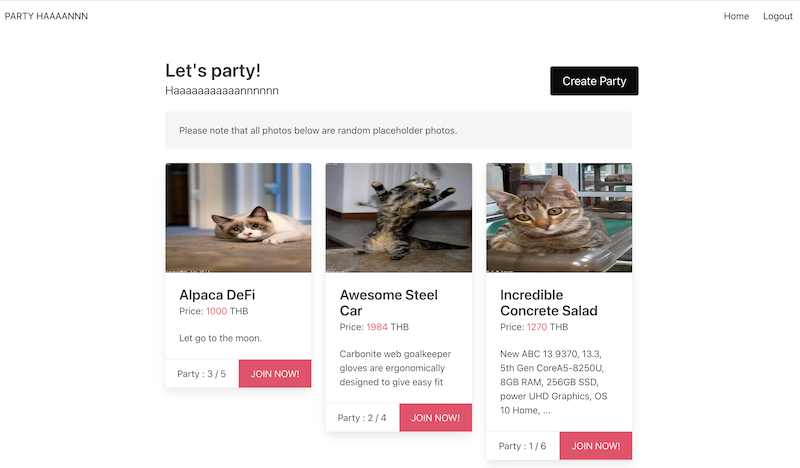 PARTY HAAAANNN
Home
Logout
Let's party!
Haaaaaaaaaaannnnnn
Create Party
Please note that all photos below are random placeholder photos.
Alpaca DeFi
Price: 1000 THB
Let go to the moon.
Party : 3 / 5
JOIN NOW!
Awesome Steel
Car
Price: 1984 THB
Carbonite web goalkeeper
gloves are ergonomically
designed to give easy fit
Party : 2 / 4
JOIN NOW!
Incredible
Concrete Salad
Price: 1270 THB
New ABC 13 9370, 13.3,
5th Gen CoreA5-8250U,
8GB RAM, 256GB SSD,
power UHD Graphics, OS
10 Home, ...
Party : 1 / 6
JOIN NOW!